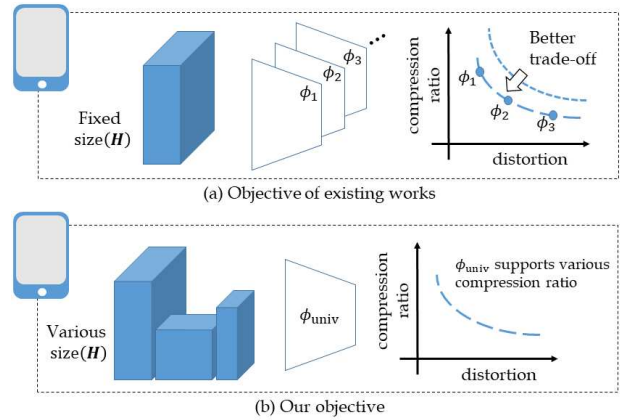 Fixed
size(H)
ϕ1
ϕ2
ϕ3
...
compression
ratio
ϕ1
ϕ2
ϕ3
Better
trade-off
distortion
(a) Objective of existing works
Various
size(H)
ϕuniv
compression
ratio
ϕuniv supports various
compression ratio
distortion
(b) Our objective